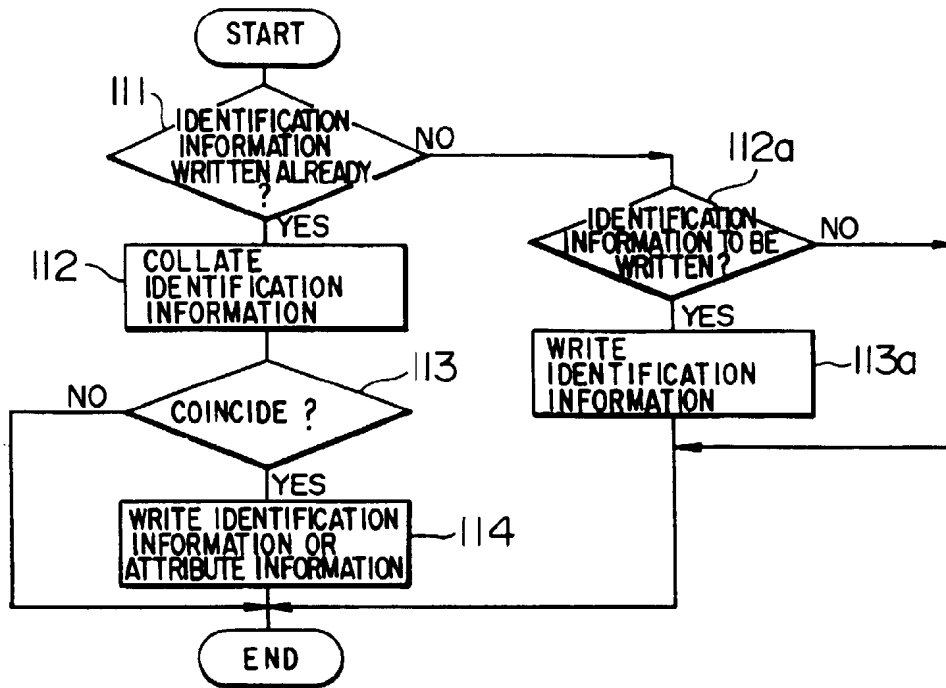 START
111
IDENTIFICATION
INFORMATION
WRITTEN ALREADY
?
NO
YES
112a
IDENTIFICATION
INFORMATION TO BE
WRITTEN?
NO
YES
112
COLLATE
IDENTIFICATION
INFORMATION
WRITE
IDENTIFICATION
INFORMATION
113a
113
COINCIDE ?
NO
YES
WRITE IDENTIFICATION
INFORMATION OR
ATTRIBUTE INFORMATION
114
END